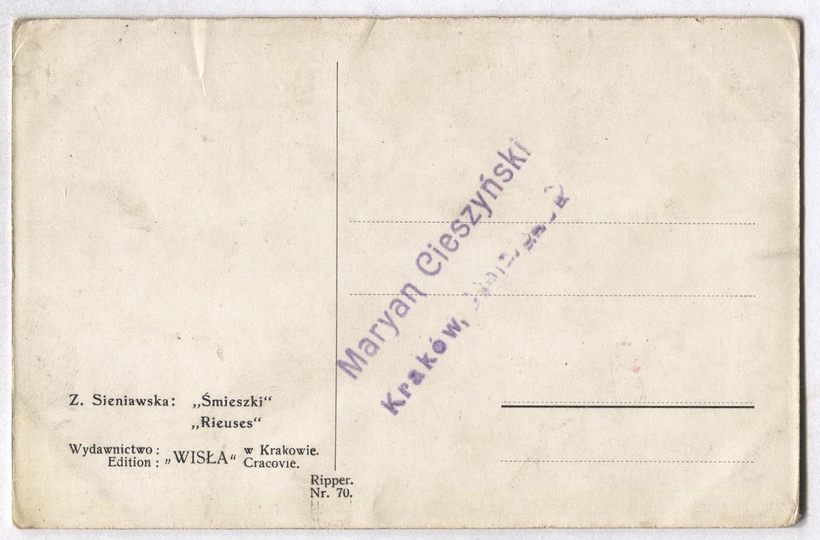 Z. Sieniawska: „Śmieszki“
„Rieuses“
Wydawnictwo: „WISŁA“ w Krakowie.
Edition: Cracovie.
Ripper.
Nr. 70.
Maryan Cieszyński
Kraków,